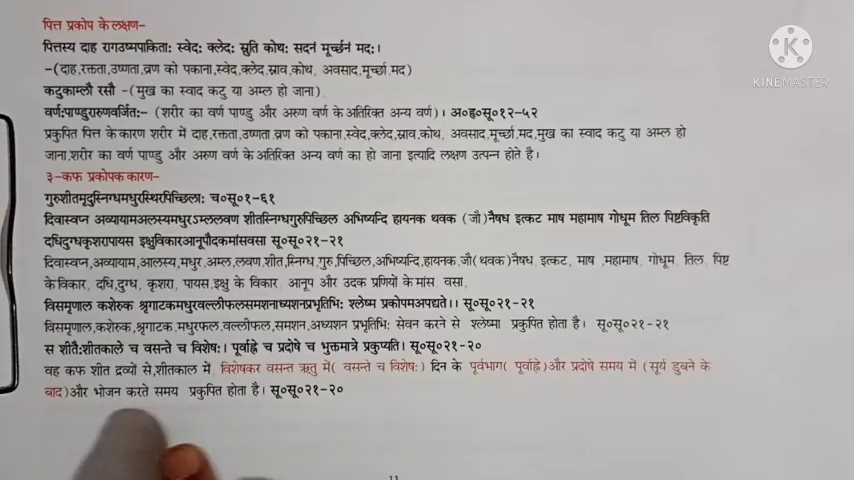 पित्त प्रकोप के लक्षण–
पित्तस्य दाह रागउष्मपाकिताः स्वेदः क्लेदः स्रुति कोथः सदनं मूर्च्छनं मदः।
–(दाह,रक्तता,उष्णता,व्रण को पकाना,स्वेद,क्लेद,स्राव,कोथ, अवसाद,मूर्च्छा,मद)
कटुकाम्लौ रसौ –(मुख का स्वाद कटु या अम्ल हो जाना)
वर्णःपाण्डुरारुणवर्जितः– (शरीर का वर्ण पाण्डु और अरुण वर्ण के अतिरिक्त अन्य वर्ण)। अ०हृ०सू०१२–५२
प्रकुपित पित्त के कारण शरीर में दाह,रक्तता,उष्णता,व्रण को पकाना,स्वेद,क्लेद,स्राव,कोथ, अवसाद,मूर्च्छा,मद,मुख का स्वाद कटु या अम्ल हो
जाना,शरीर का वर्ण पाण्डु और अरुण वर्ण के अतिरिक्त अन्य वर्ण का हो जाना इत्यादि लक्षण उत्पन्न होते है।
३–कफ प्रकोपक कारण–
गुरुशीतमृदुस्निग्धमधुरस्थिरपिच्छिलाः च०सू०१–६१
दिवास्वप्न अव्यायामअलस्यमधुरऽम्ललवण शीतस्निग्धगुरुपिच्छिल अभिष्यन्दि हायनक थवक (जौ)नैषध इत्कट माष महामाष गोधूम तिल पिष्टविकृति
दधिदुग्धकृशरापायस इक्षुविकारआनूपौदकमांसवसा सू०सू०२१–२१
दिवास्वप्न,अव्यायाम,आलस्य,मधुर,अम्ल,लवण,शीत,स्निग्ध,गुरु,पिच्छिल,अभिष्यन्दि,हायनक,जौ(थवक)नैषध, इत्कट, माष ,महामाष, गोधूम, तिल, पिष्ट
के विकार, दधि,दुग्ध, कृशरा, पायस,इक्षु के विकार, आनूप और उदक प्रणियों के मांस वसा,
विसमृणाल कशेरुक श्रृगाटकमधुरवल्लीफलसमशनाध्यशनप्रभृतिभिः श्लेष्म प्रकोपमअपद्यते।। सू०सू०२१–२१
विसमृणाल,कशेरुक,श्रृगाटक,मधुरफल,वल्लीफल,समशन,अध्यशन प्रभृतिभिः सेवन करने से श्लेष्मा प्रकुपित होता है। सू०सू०२१–२१
स शीतैःशीतकाले च वसन्ते च विशेषः। पूर्वाह्ने च प्रदोषे च भुक्तमात्रे प्रकुप्यति। सू०सू०२१–२०
वह कफ शीत द्रव्यों से,शीतकाल में, विशेषकर वसन्त ऋतु में( वसन्ते च विशेषः) दिन के पूर्वभाग( पूर्वाह्ने)और प्रदोषे समय में (सूर्य डुबने के
बाद)और भोजन करते समय प्रकुपित होता है। सू०सू०२१–२०
KINEMASTER